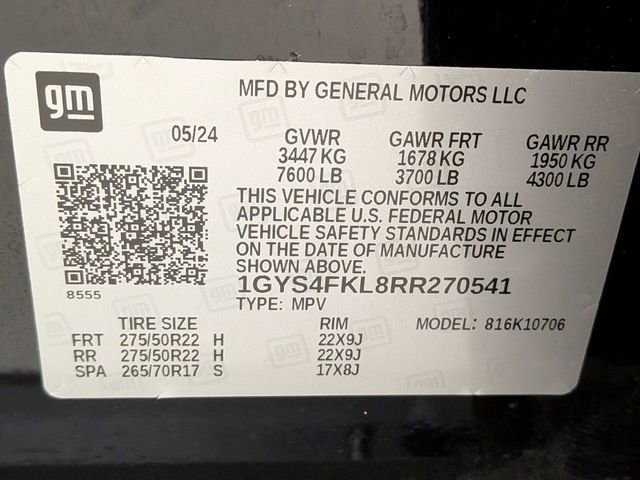 gm
MFD BY GENERAL MOTORS LLC
05/24 GVWR GAWR FRT GAWR RR
3447 KG 1678 KG 1950 KG
7600 LB 3700 LB 4300 LB
THIS VEHICLE CONFORMS TO ALL
APPLICABLE U.S. FEDERAL MOTOR
VEHICLE SAFETY STANDARDS IN EFFECT
ON THE DATE OF MANUFACTURE
SHOWN ABOVE.
8555
1GYS4FKL8RR270541
TYPE: MPV
TIRE SIZE RIM MODEL: 816K10706
FRT 275/50R22 H 22X9J
RR 275/50R22 H 22X9J
SPA 265/70R17 S 17X8J